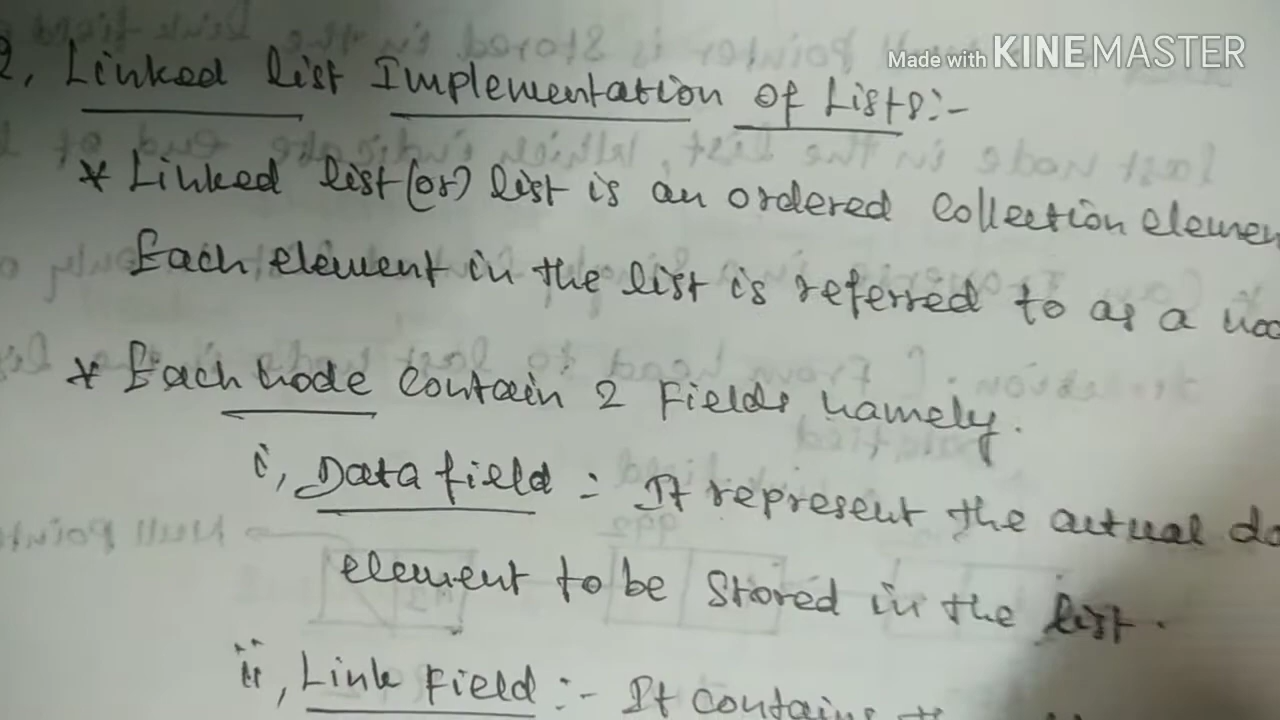 Made with KINEMASTER
2, Linked list Implementation of Lists:-
* Linked list (or) list is an ordered collection elemen
Each element in the list is referred to as a nod
* Each node contain 2 Fields namely.
i, Data field :- It represent the actual da
element to be stored in the list.
ii, Link Field :- It contains